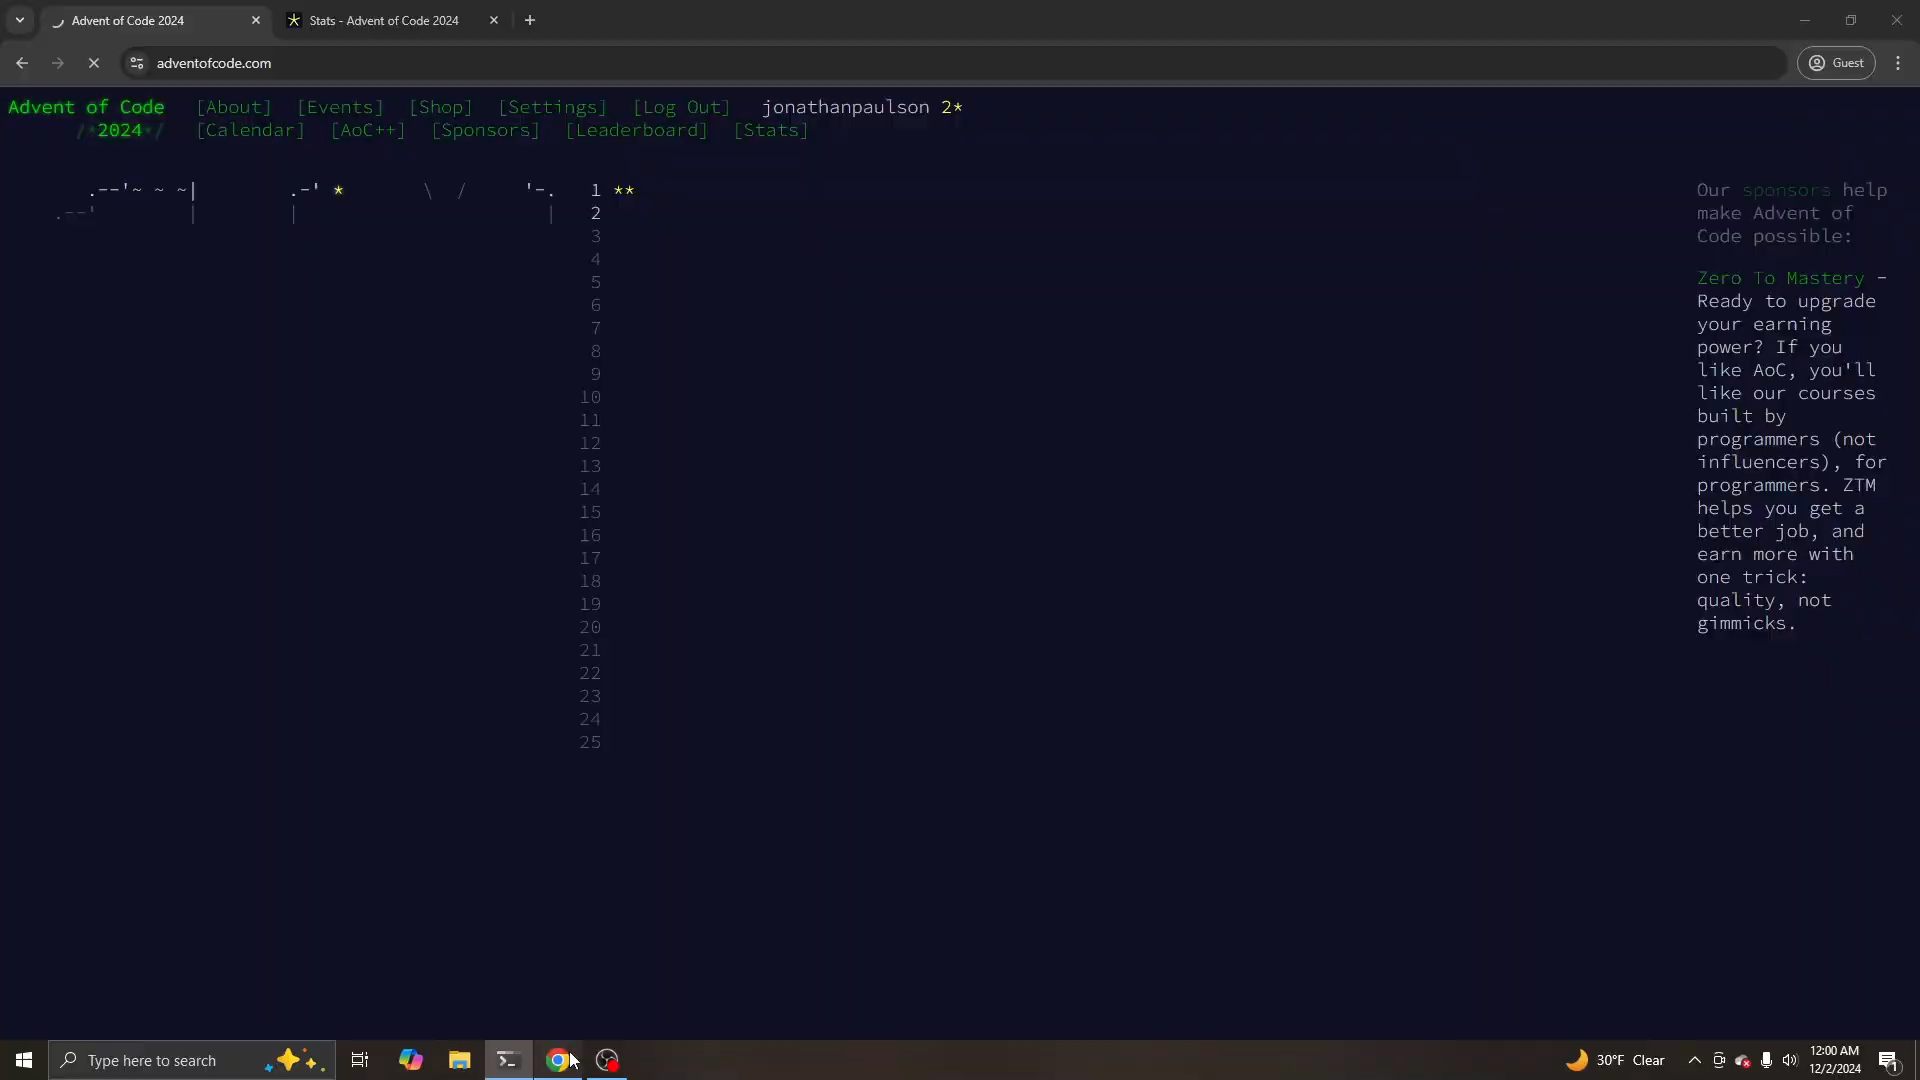 Advent of Code 2024
Stats - Advent of Code 2024
adventofcode.com
Guest
Advent of Code [About] [Events] [Shop] [Settings] [Log Out] jonathanpaulson 2*
/*2024*/ [Calendar] [AoC++] [Sponsors] [Leaderboard] [Stats]
.--'~ ~ ~| .-' * \ / '-. 1 **
.--' | | | 2
3
4
5
6
7
8
9
10
11
12
13
14
15
16
17
18
19
20
21
22
23
24
25
Our sponsors help
make Advent of
Code possible:
Zero To Mastery -
Ready to upgrade
your earning
power? If you
like AoC, you'll
like our courses
built by
programmers (not
influencers), for
programmers. ZTM
helps you get a
better job, and
earn more with
one trick:
quality, not
gimmicks.
Type here to search
30°F Clear
12:00 AM
12/2/2024
1